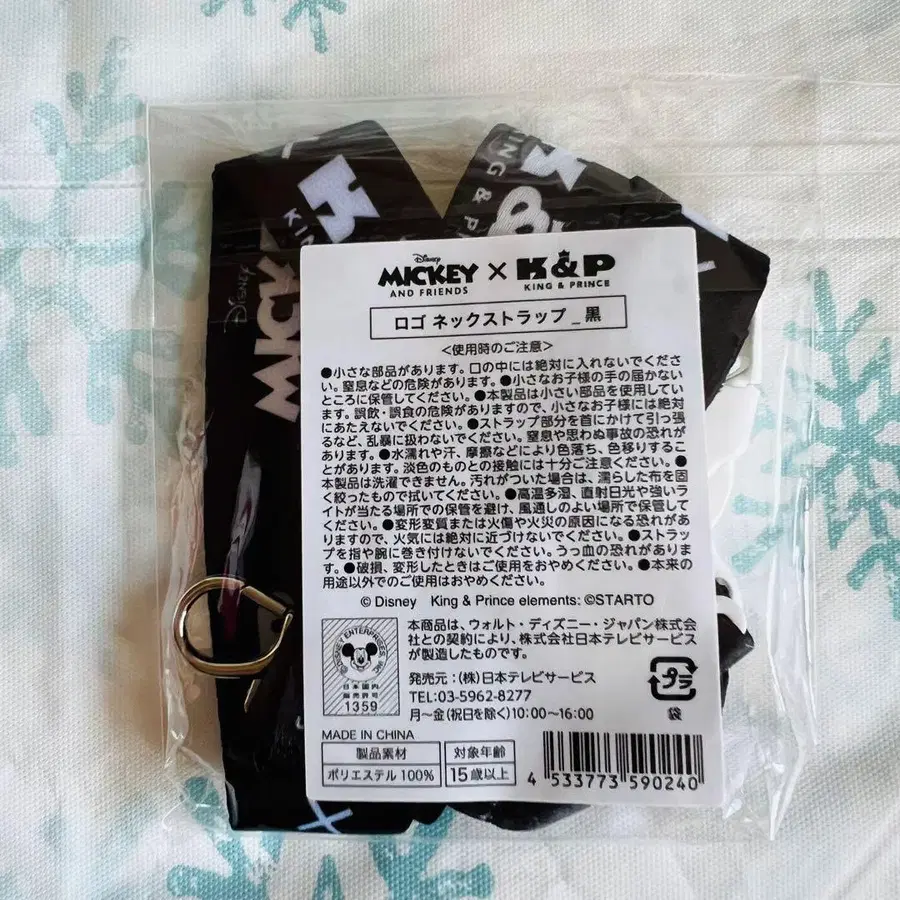 Disney
MICKEY
AND FRIENDS
×
K&P
KING & PRINCE
ロゴ ネックストラップ_黒
<使用時のご注意>
●小さな部品があります。口の中には絶対に入れないでくださ
い。窒息などの危険があります。●小さなお子様の手の届かない
ところに保管してください。●本製品は小さい部品を使用してい
ます。誤飲・誤食の危険がありますので、小さなお子様には絶対
にあたえないでください。●ストラップ部分を首にかけて引っ張
るなど、乱暴に扱わないでください。窒息や思わぬ事故の恐れが
あります。●水濡れや汗、摩擦などにより色落ち、色移りするこ
とがあります。淡色のものとの接触には十分ご注意ください。●
本製品は洗濯できません。汚れがついた場合は、濡らした布を固
く絞ったもので拭いてください。●高温多湿、直射日光や強いラ
イトが当たる場所での保管を避け、風通しのよい場所で保管して
ください。●変形変質または火傷や火災の原因になる恐れがあ
りますので、火気には絶対に近づけないでください。●ストラッ
プを指や腕に巻き付けないでください。うっ血の恐れがありま
す。●破損、変形したときはご使用をおやめください。●本来の
用途以外でのご使用はおやめください。
© Disney King & Prince elements: ©STARTO
本商品は、ウォルト・ディズニー・ジャパン株式会
社との契約により、株式会社日本テレビサービス
が製造したものです。
発売元:(株)日本テレビサービス
TEL:03-5962-8277
月～金(祝日を除く)10:00～16:00
DISNEY ENTERPRISES, INC.
日本国内
販売許可
1359
プラ
袋
MADE IN CHINA
製品素材
ポリエステル 100%
対象年齢
15歳以上
4 533773 590240
Disney
MICK
K
KIN
ING & P